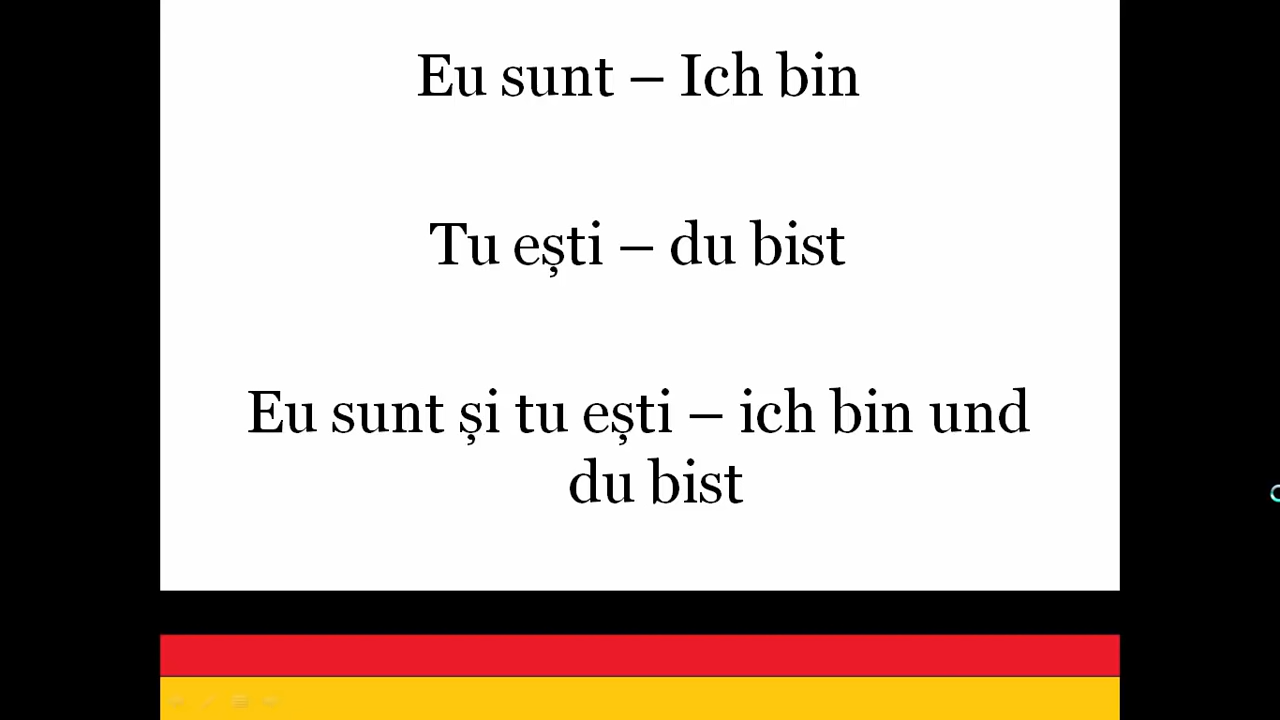 Eu sunt – Ich bin
Tu ești – du bist
Eu sunt și tu ești – ich bin und
du bist